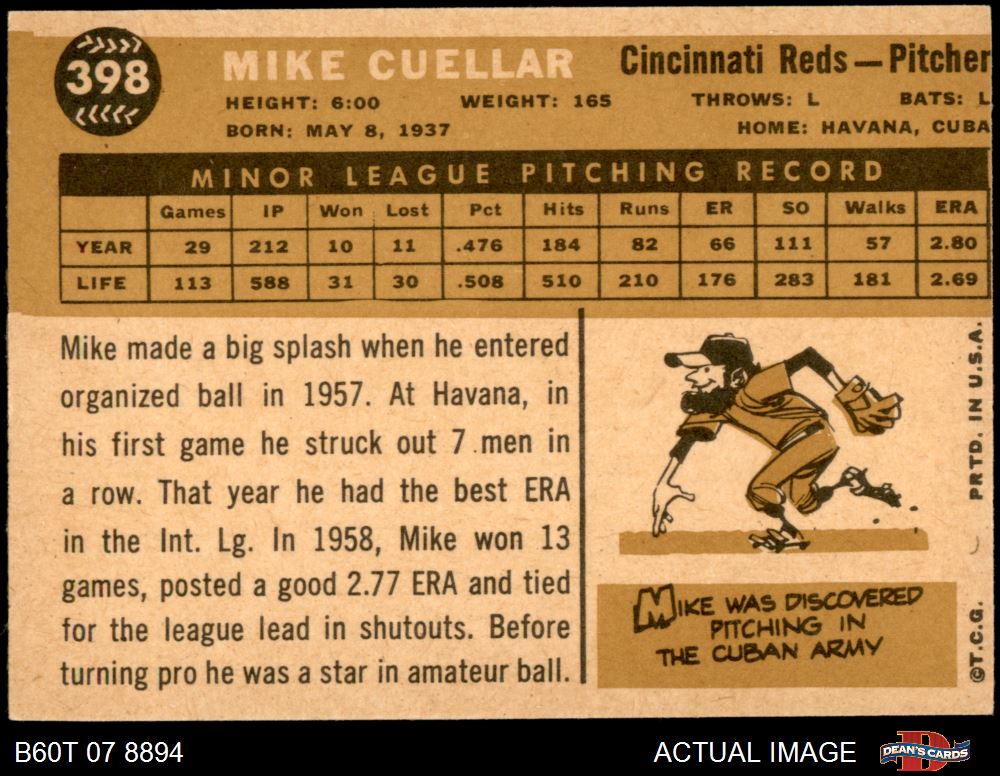 398
MIKE CUELLAR Cincinnati Reds — Pitcher
HEIGHT: 6:00 WEIGHT: 165 THROWS: L BATS: L
BORN: MAY 8, 1937 HOME: HAVANA, CUBA
MINOR LEAGUE PITCHING RECORD
Games IP Won Lost Pct Hits Runs ER SO Walks ERA
YEAR 29 212 10 11 .476 184 82 66 111 57 2.80
LIFE 113 588 31 30 .508 510 210 176 283 181 2.69
Mike made a big splash when he entered
organized ball in 1957. At Havana, in
his first game he struck out 7 men in
a row. That year he had the best ERA
in the Int. Lg. In 1958, Mike won 13
games, posted a good 2.77 ERA and tied
for the league lead in shutouts. Before
turning pro he was a star in amateur ball.
MIKE WAS DISCOVERED
PITCHING IN
THE CUBAN ARMY
©T.C.G. PRTD. IN U.S.A.
B60T 07 8894 ACTUAL IMAGE DEAN'S CARDS